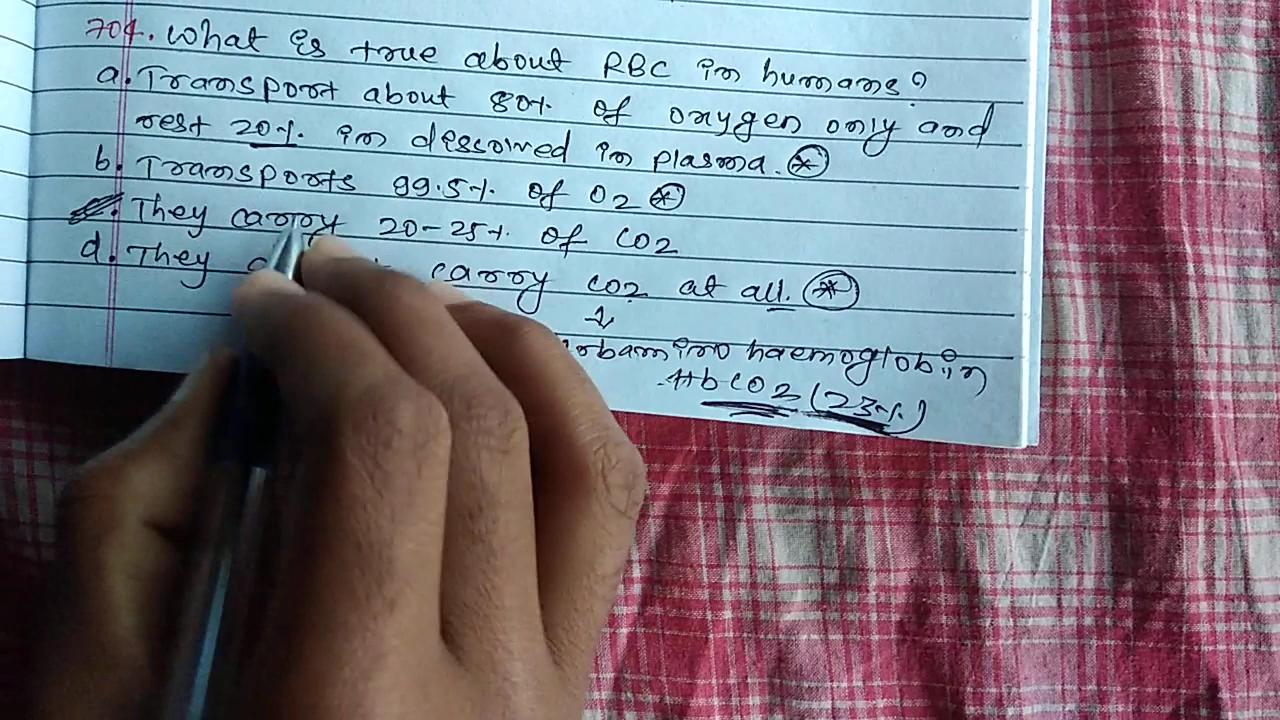 704. What is true about RBC in humans?
a. Transport about 80% of oxygen only and
rest 20% in dissolved in plasma.
b. Transports 99.5% of O2
They carry 20-25% of CO2
d. They carry CO2 at all.
haemoglobin
HbCO2 (23%)